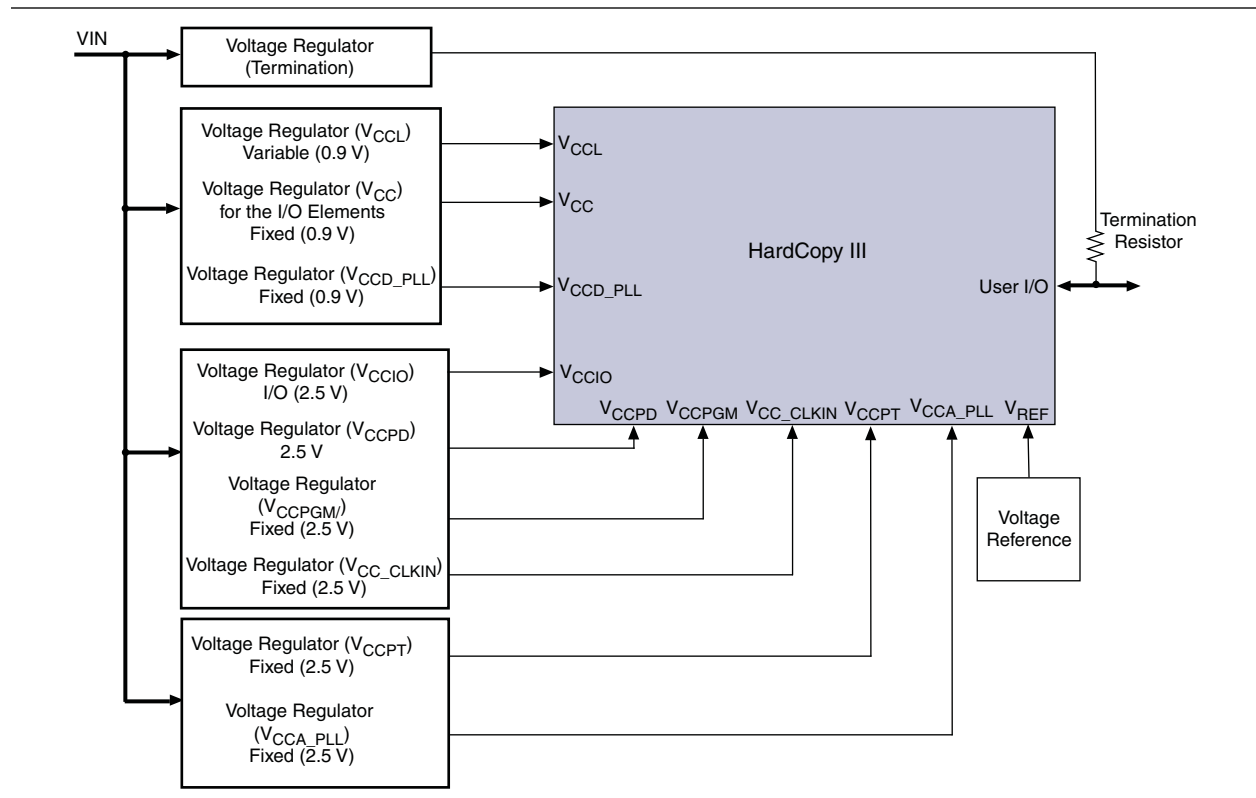 VIN
Voltage Regulator
(Termination)
Voltage Regulator (VCCL)
Variable (0.9 V)
Voltage Regulator (VCC)
for the I/O Elements
Fixed (0.9 V)
Voltage Regulator (VCCD_PLL)
Fixed (0.9 V)
Voltage Regulator (VCCIO)
I/O (2.5 V)
Voltage Regulator (VCCPD)
2.5 V
Voltage Regulator
(VCCPGM/)
Fixed (2.5 V)
Voltage Regulator (VCC_CLKIN)
Fixed (2.5 V)
Voltage Regulator (VCCPT)
Fixed (2.5 V)
Voltage Regulator
(VCCA_PLL)
Fixed (2.5 V)
VCCL
VCC
VCCD_PLL
VCCIO
HardCopy III
User I/O
VCCPD VCCPGM VCC_CLKIN VCCPT VCCA_PLL VREF
Termination
Resistor
Voltage
Reference